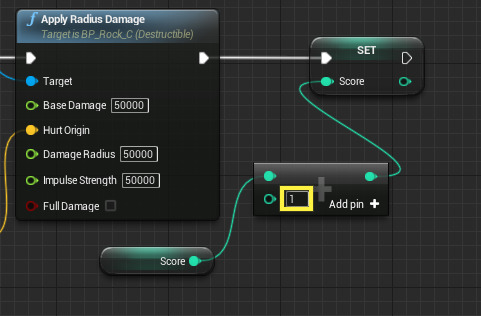 f Apply Radius Damage
Target is BP_Rock_C (Destructible)
SET
Target
Score
Base Damage 50000
Hurt Origin
Damage Radius 50000
Impulse Strength 50000
1
Add pin +
Full Damage
Score